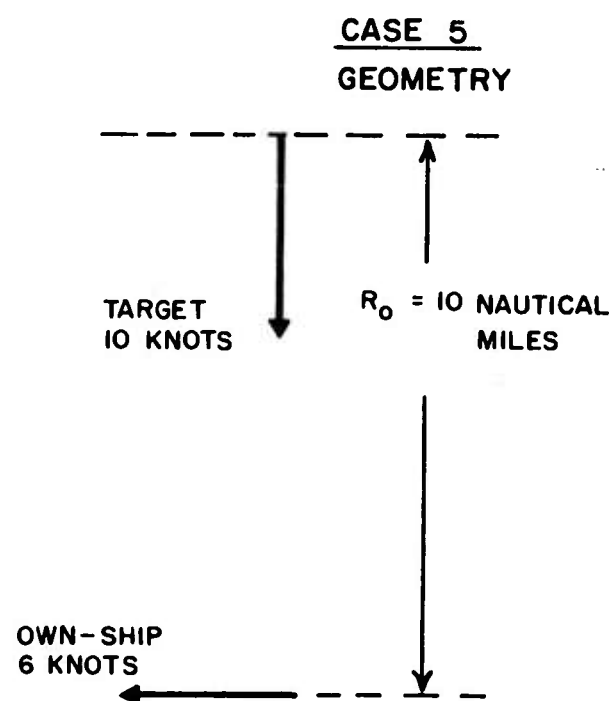 CASE 5
GEOMETRY
TARGET
10 KNOTS
R₀ = 10 NAUTICAL
MILES
OWN-SHIP
6 KNOTS